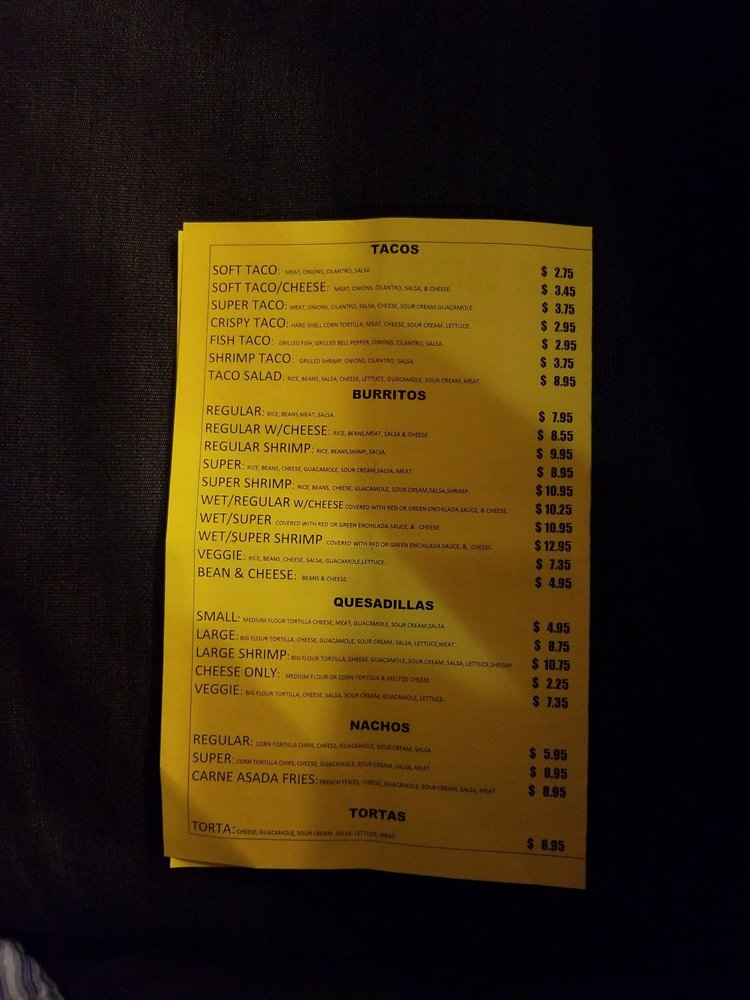 TACOS
SOFT TACO: MEAT, ONIONS, CILANTRO, SALSA. $ 2.75
SOFT TACO/CHEESE: MEAT, ONIONS, CILANTRO, SALSA, & CHEESE. $ 3.45
SUPER TACO: MEAT, ONIONS, CILANTRO, SALSA, CHEESE, SOUR CREAM,GUACAMOLE. $ 3.75
CRISPY TACO: HARD SHELL CORN TORTILLA, MEAT, CHEESE, SOUR CREAM, LETTUCE. $ 2.95
FISH TACO: GRILLED FISH, GRILLED BELL PEPPER, ONIONS, CILANTRO, SALSA. $ 2.95
SHRIMP TACO: GRILLED SHRIMP, ONIONS, CILANTRO, SALSA. $ 3.75
TACO SALAD: RICE, BEANS, SALSA, CHEESE, LETTUCE, GUACAMOLE, SOUR CREAM, MEAT. $ 8.95
BURRITOS
REGULAR: RICE, BEANS,MEAT, SALSA. $ 7.95
REGULAR W/CHEESE: RICE, BEANS,MEAT, SALSA & CHEESE $ 8.55
REGULAR SHRIMP: RICE, BEANS,SHIMP, SALSA. $ 9.95
SUPER: RICE, BEANS, CHEESE, GUACAMOLE, SOUR CREAM,SALSA, MEAT. $ 8.95
SUPER SHRIMP: RICE, BEANS, CHEESE, GUACAMOLE, SOUR CREAM,SALSA,SHRIMP. $ 10.95
WET/REGULAR W/CHEESE COVERED WITH RED OR GREEN ENCHILADA SAUCE, & CHEESE. $ 10.25
WET/SUPER COVERED WITH RED OR GREEN ENCHILADA SAUCE, & CHEESE. $ 10.95
WET/SUPER SHRIMP COVERED WITH RED OR GREEN ENCHILADA SAUCE, &, CHEESE. $ 12.95
VEGGIE: RICE, BEANS, CHEESE, SALSA, GUACAMOLE,LETTUCE. $ 7.35
BEAN & CHEESE: BEANS & CHEESE. $ 4.95
QUESADILLAS
SMALL: MEDIUM FLOUR TORTILLA CHEESE, MEAT, GUACAMOLE, SOUR CREAM,SALSA. $ 4.95
LARGE: BIG FLOUR TORTILLA, CHEESE, GUACAMOLE, SOUR CREAM, SALSA, LETTUCE,MEAT. $ 8.75
LARGE SHRIMP: BIG FLOUR TORTILLA, CHEESE, GUACAMOLE, SOUR CREAM, SALSA, LETTUCE,SHRIMP $ 10.75
CHEESE ONLY: MEDIUM FLOUR OR CORN TORTILLA & MELTED CHEESE. $ 2.25
VEGGIE: BIG FLOUR TORTILLA, CHEESE, SALSA, SOUR CREAM, GUACAMOLE, LETTUCE. $ 7.35
NACHOS
REGULAR: CORN TORTILLA CHIPS, CHEESE, GUACAMOLE, SOUR CREAM, SALSA. $ 5.95
SUPER: CORN TORTILLA CHIPS, CHEESE, GUACAMOLE, SOUR CREAM, SALSA, MEAT. $ 8.95
CARNE ASADA FRIES: FRENCH FRIES, CHEESE, GUACAMOLE, SOUR CREAM, SALSA, MEAT. $ 8.95
TORTAS
TORTA: CHEESE, GUACAMOLE, SOUR CREAM, SALSA, LETTUCE, MEAT. $ 8.95